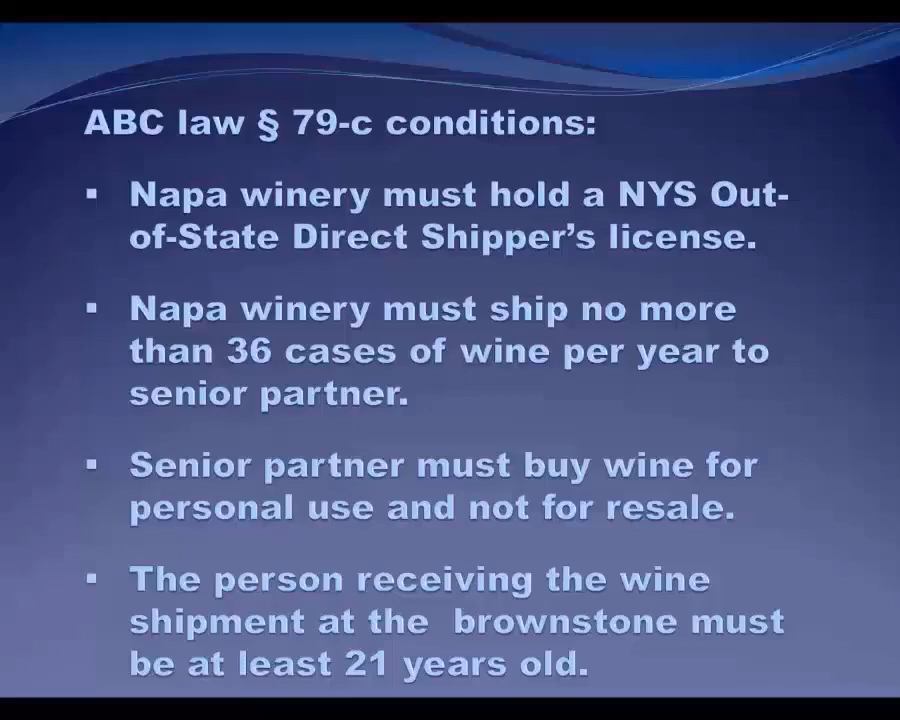 ABC law § 79-c conditions:
▪ Napa winery must hold a NYS Out-
of-State Direct Shipper’s license.
▪ Napa winery must ship no more
than 36 cases of wine per year to
senior partner.
▪ Senior partner must buy wine for
personal use and not for resale.
▪ The person receiving the wine
shipment at the  brownstone must
be at least 21 years old.